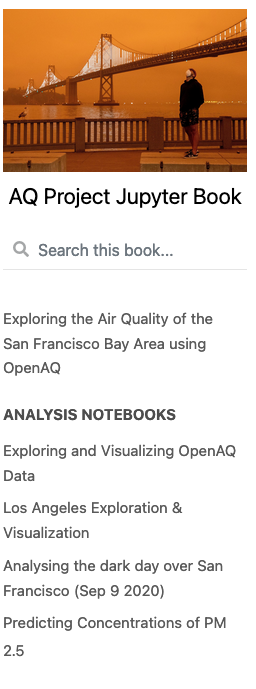 AQ Project Jupyter Book
Search this book...
Exploring the Air Quality of the
San Francisco Bay Area using
OpenAQ
ANALYSIS NOTEBOOKS
Exploring and Visualizing OpenAQ
Data
Los Angeles Exploration &
Visualization
Analysing the dark day over San
Francisco (Sep 9 2020)
Predicting Concentrations of PM
2.5